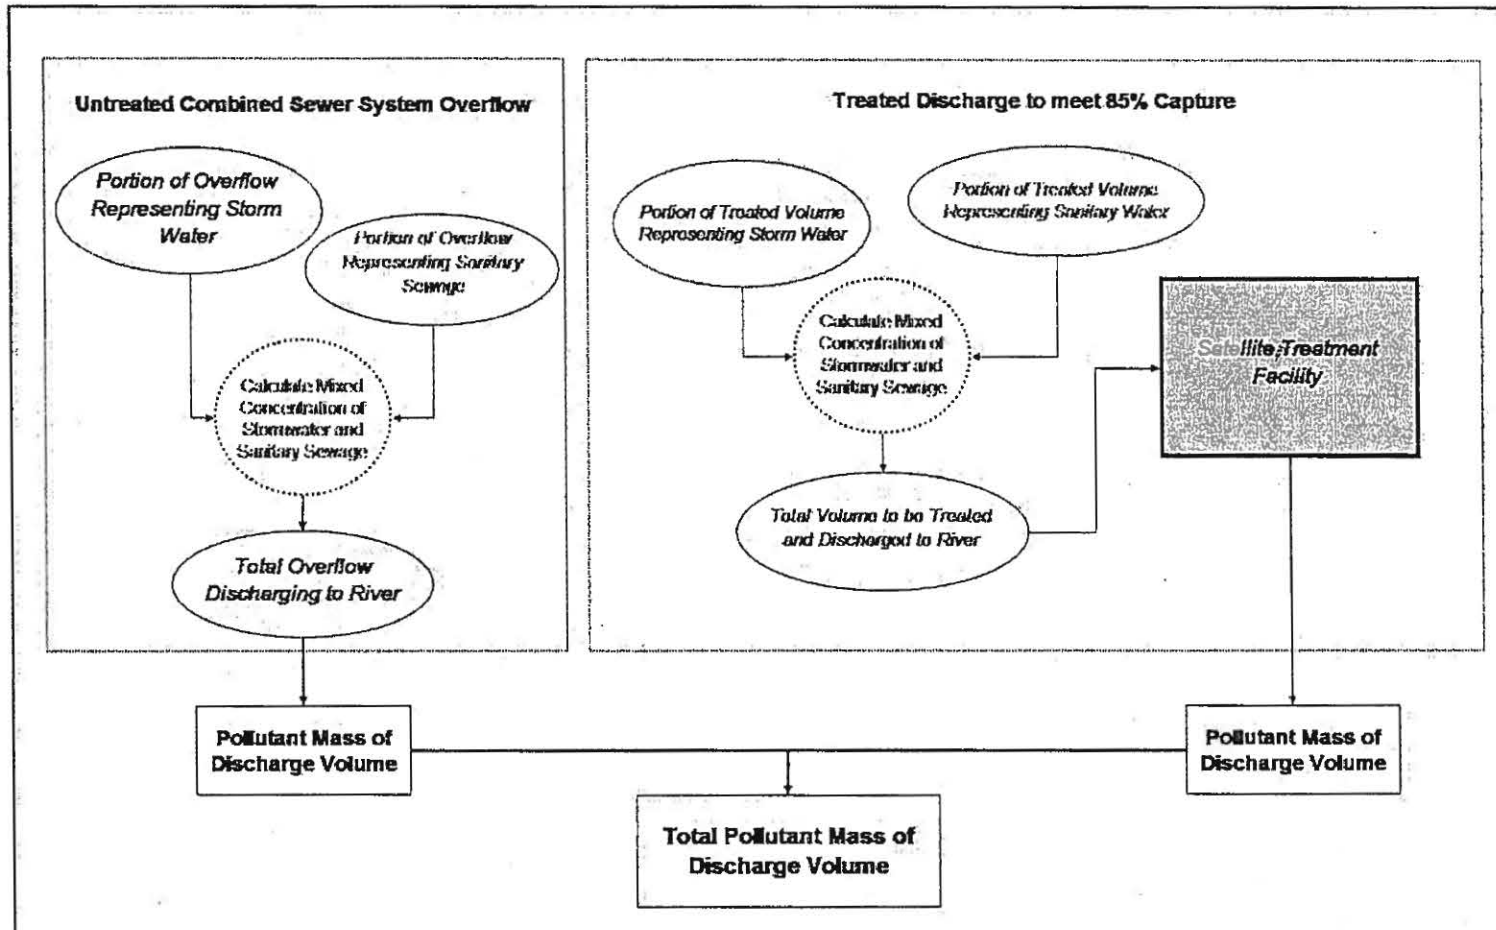 Untreated Combined Sewer System Overflow
Portion of Overflow
Representing Storm
Water
Portion of Overflow
Representing Sanitary
Sewage
Calculate Mixed
Concentration of
Stormwater and
Sanitary Sewage
Total Overflow
Discharging to River
Treated Discharge to meet 85% Capture
Portion of Treated Volume
Representing Storm Water
Portion of Treated Volume
Representing Sanitary Water
Calculate Mixed
Concentration of
Stormwater and
Sanitary Sewage
Total Volume to be Treated
and Discharged to River
Satellite Treatment
Facility
Pollutant Mass of
Discharge Volume
Pollutant Mass of
Discharge Volume
Total Pollutant Mass of
Discharge Volume